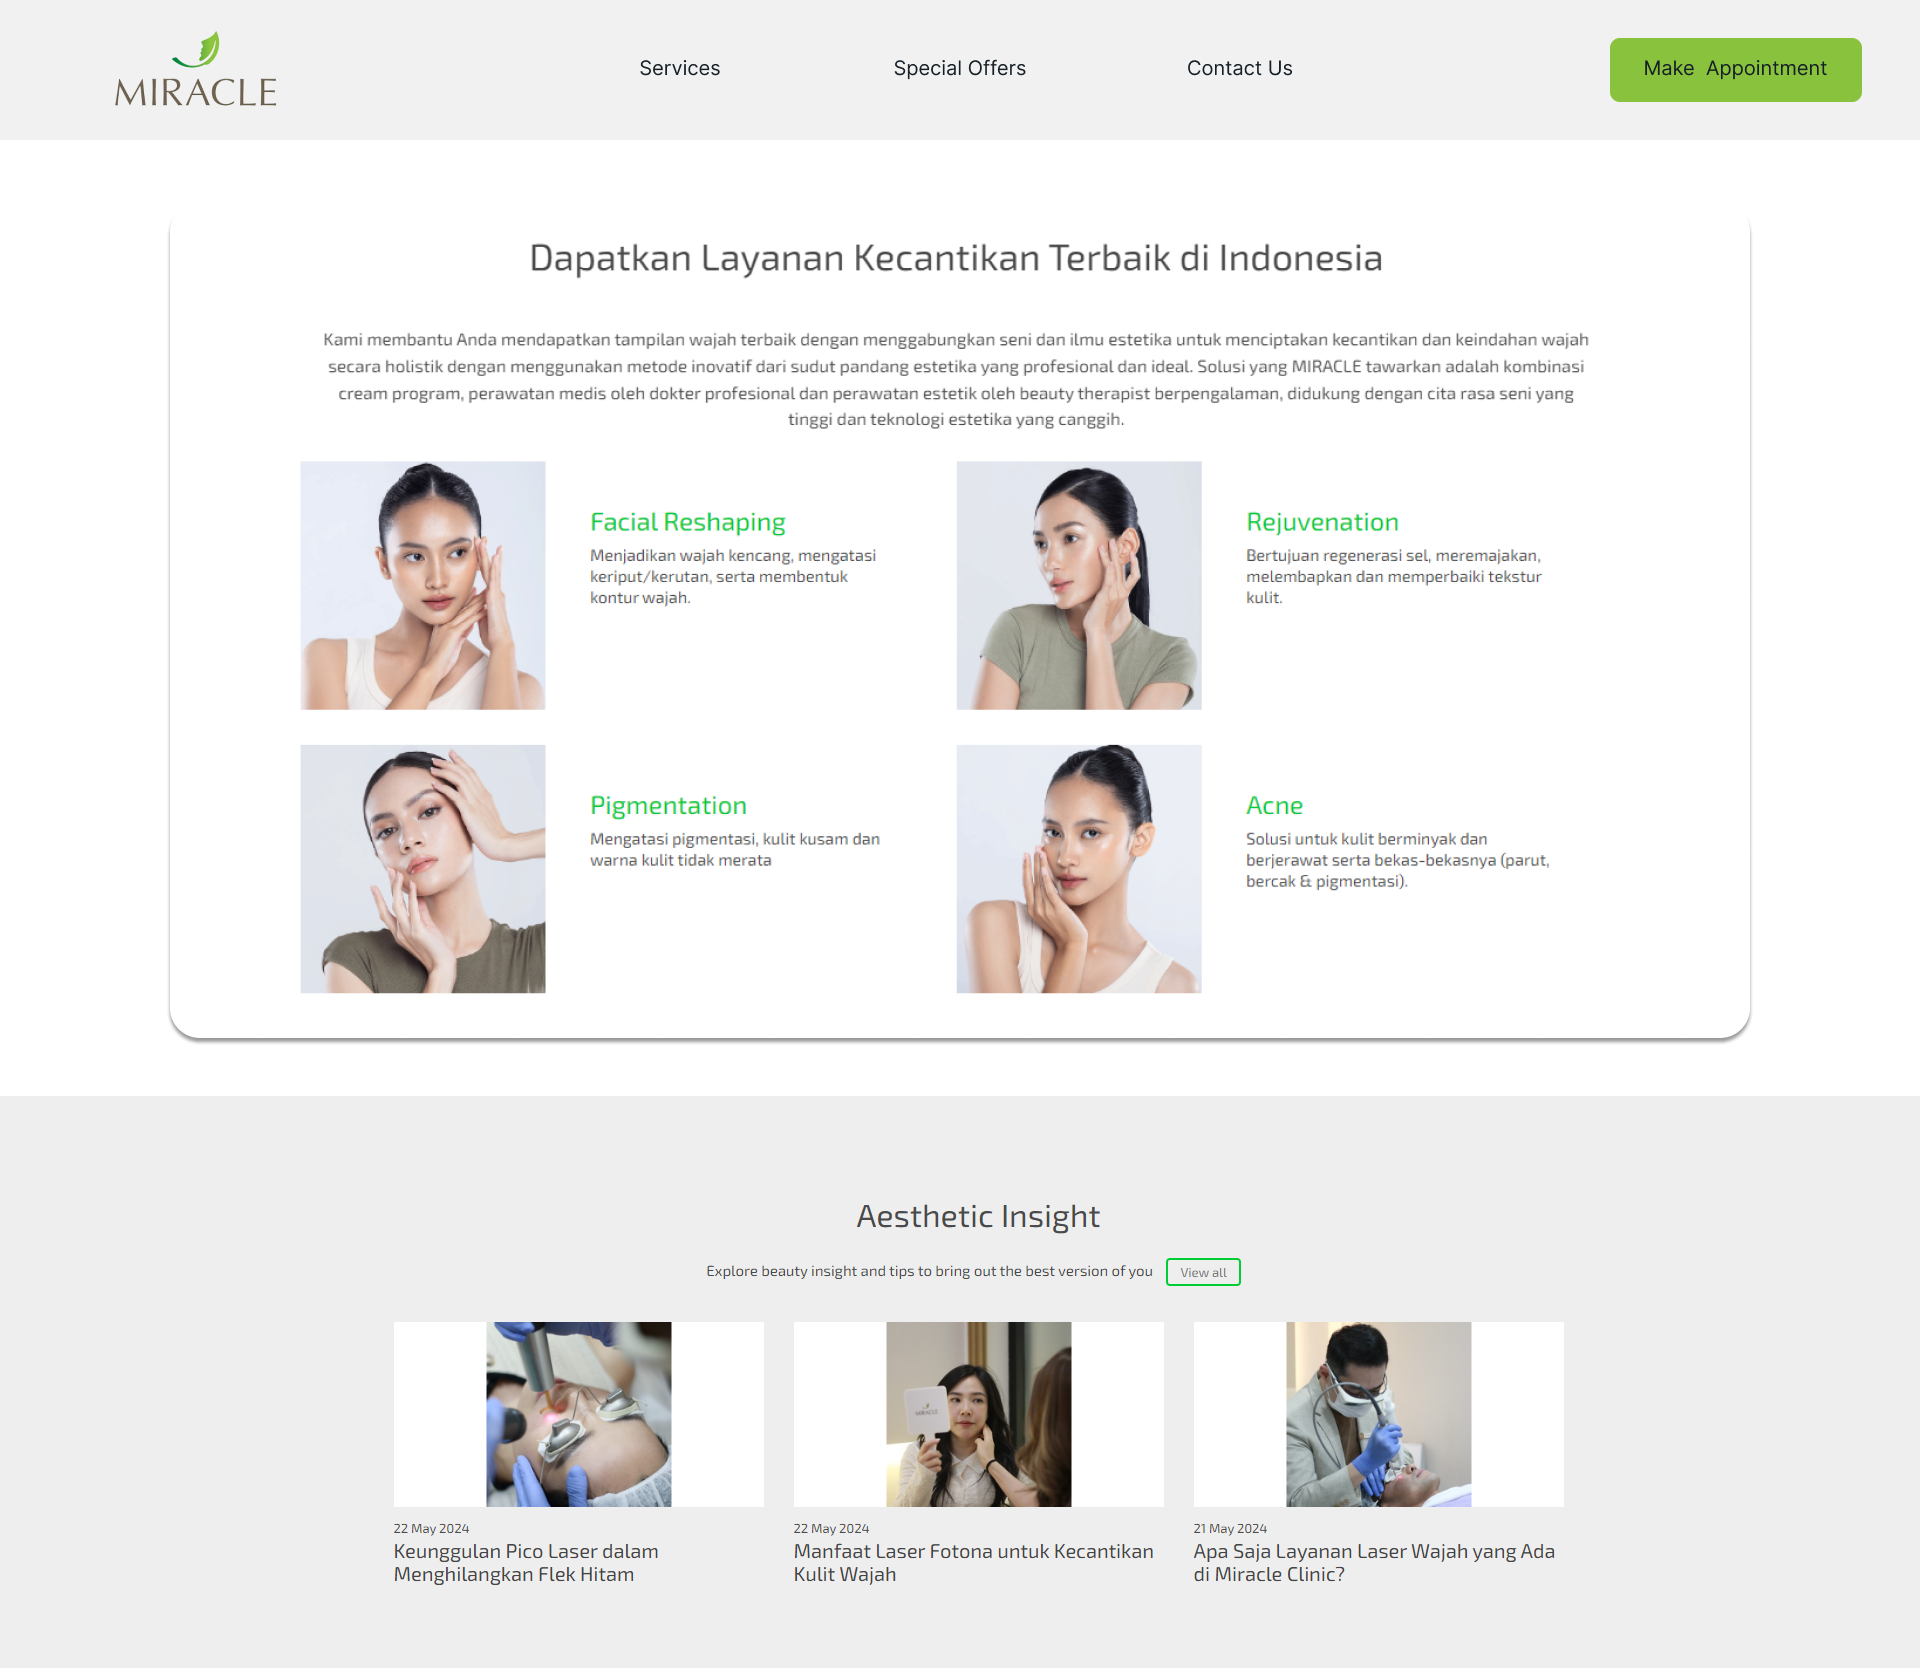 MIRACLE
Services
Special Offers
Contact Us
Make Appointment
Dapatkan Layanan Kecantikan Terbaik di Indonesia
Kami membantu Anda mendapatkan tampilan wajah terbaik dengan menggabungkan seni dan ilmu estetika untuk menciptakan kecantikan dan keindahan wajah
secara holistik dengan menggunakan metode inovatif dari sudut pandang estetika yang profesional dan ideal. Solusi yang MIRACLE tawarkan adalah kombinasi
cream program, perawatan medis oleh dokter profesional dan perawatan estetik oleh beauty therapist berpengalaman, didukung dengan cita rasa seni yang
tinggi dan teknologi estetika yang canggih.
Facial Reshaping
Menjadikan wajah kencang, mengatasi
keriput/kerutan, serta membentuk
kontur wajah.
Rejuvenation
Bertujuan regenerasi sel, meremajakan,
melembapkan dan memperbaiki tekstur
kulit.
Pigmentation
Mengatasi pigmentasi, kulit kusam dan
warna kulit tidak merata
Acne
Solusi untuk kulit berminyak dan
berjerawat serta bekas-bekasnya (parut,
bercak & pigmentasi).
Aesthetic Insight
Explore beauty insight and tips to bring out the best version of you
View all
MIRACLE
22 May 2024
Keunggulan Pico Laser dalam
Menghilangkan Flek Hitam
22 May 2024
Manfaat Laser Fotona untuk Kecantikan
Kulit Wajah
21 May 2024
Apa Saja Layanan Laser Wajah yang Ada
di Miracle Clinic?